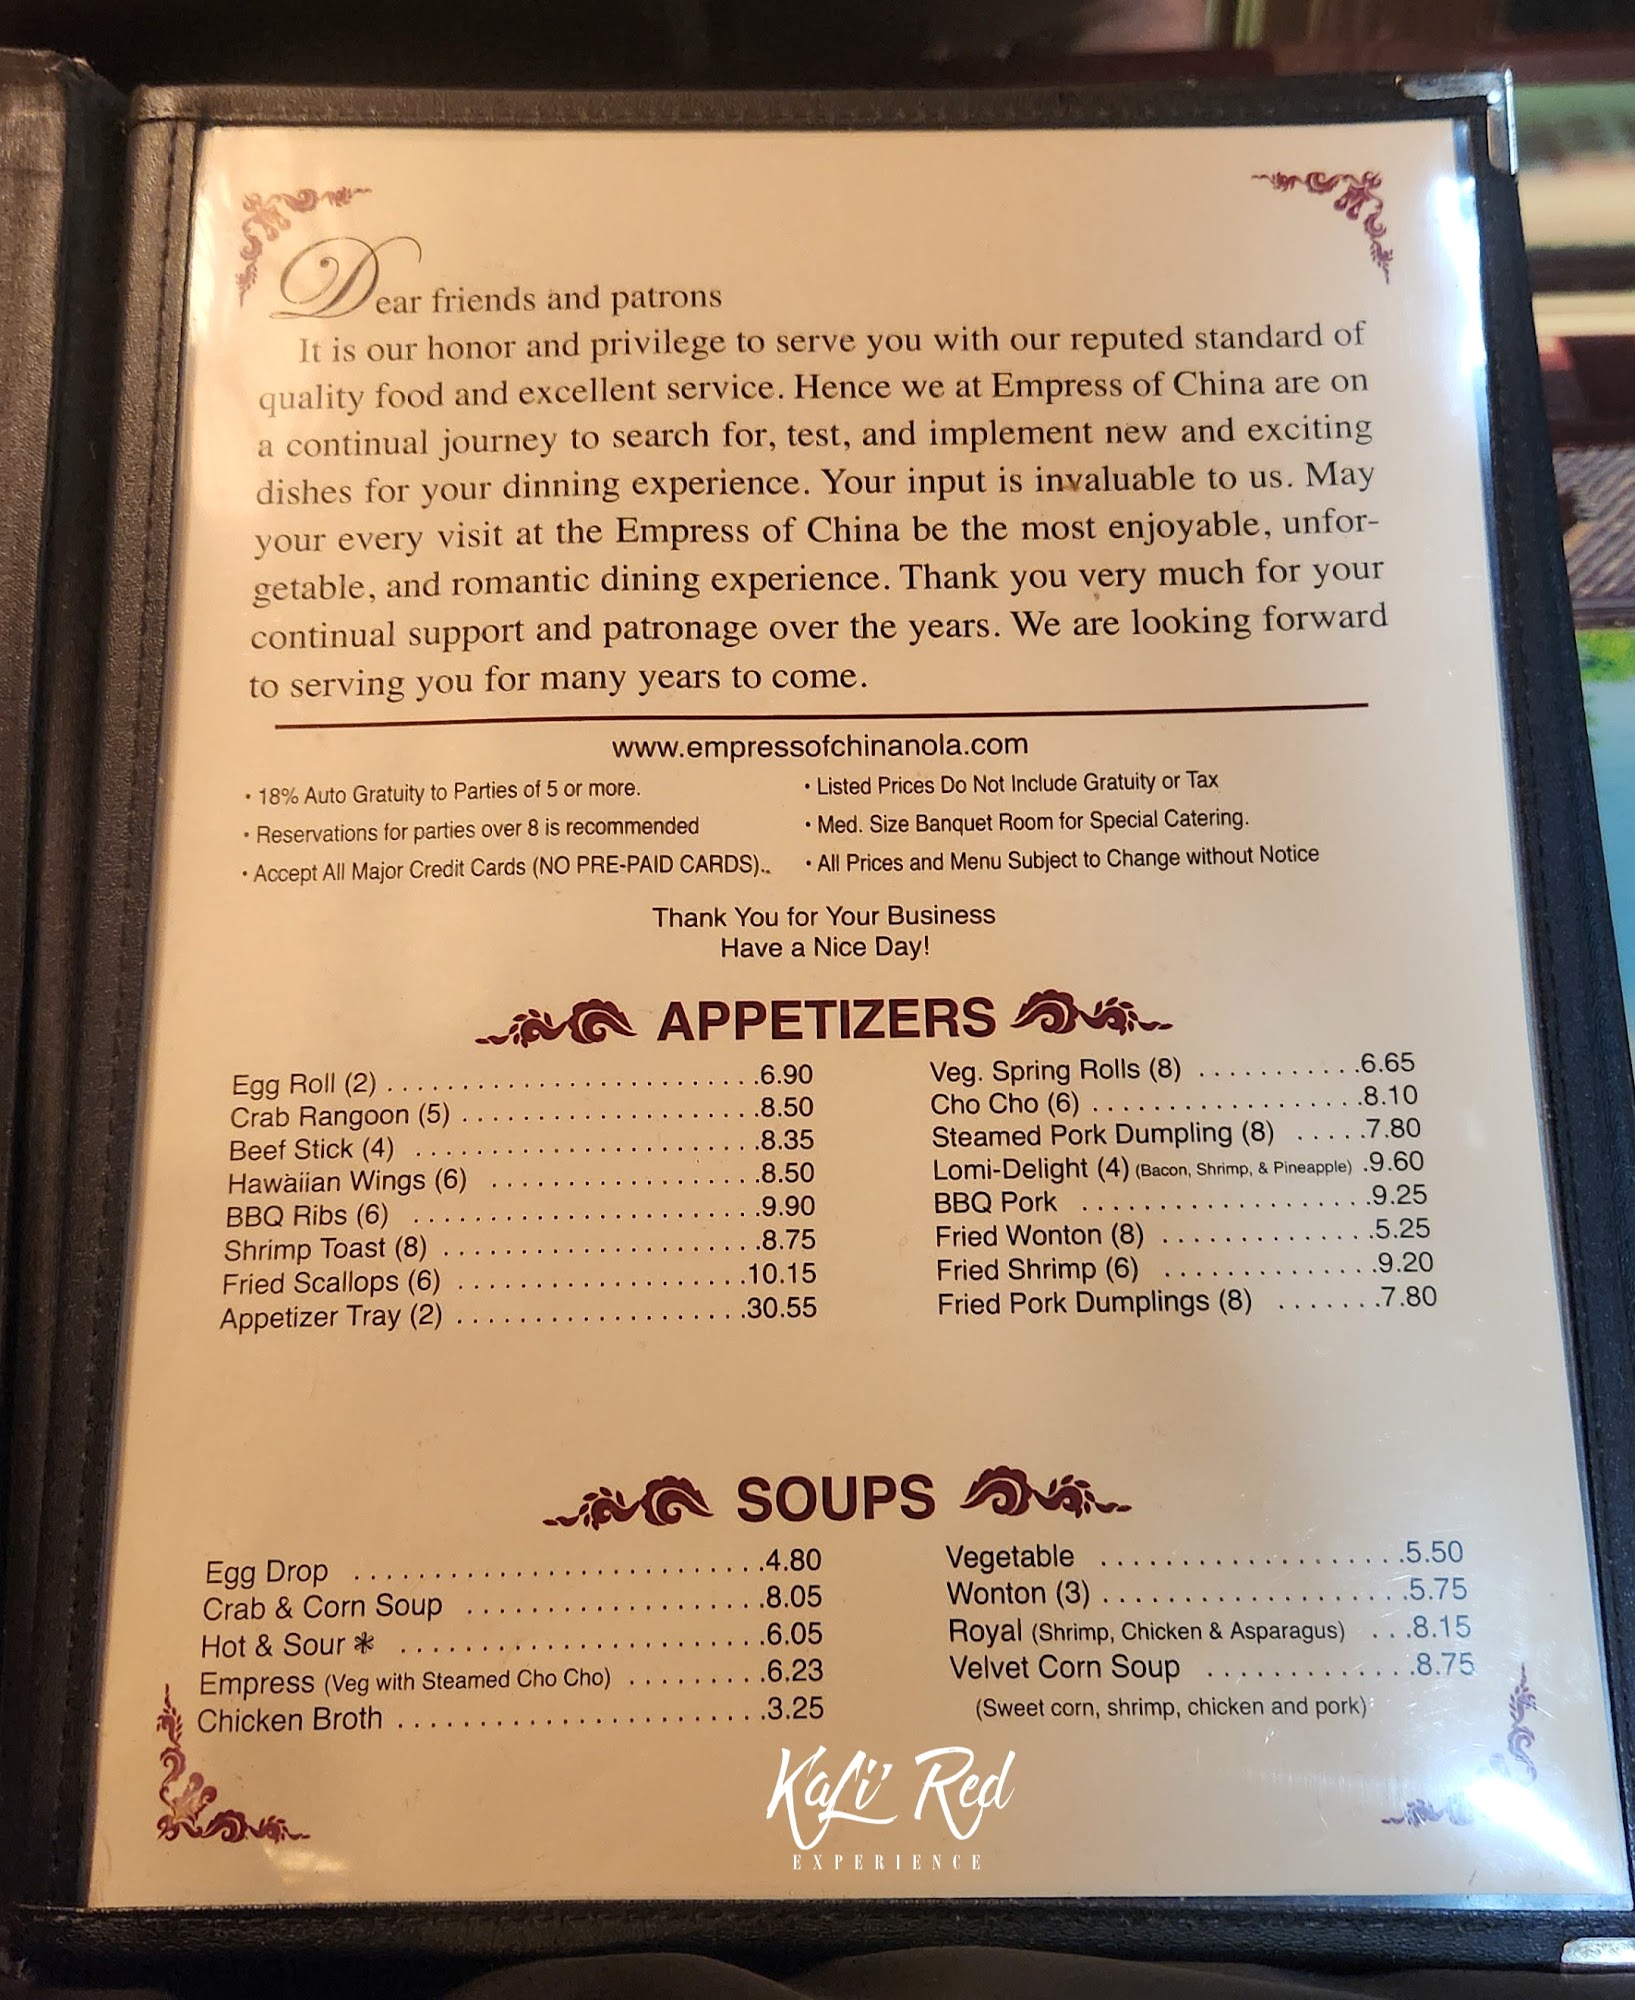 Dear friends and patrons
It is our honor and privilege to serve you with our reputed standard of
quality food and excellent service. Hence we at Empress of China are on
a continual journey to search for, test, and implement new and exciting
dishes for your dinning experience. Your input is invaluable to us. May
your every visit at the Empress of China be the most enjoyable, unfor-
getable, and romantic dining experience. Thank you very much for your
continual support and patronage over the years. We are looking forward
to serving you for many years to come.
www.empressofchinanola.com
• 18% Auto Gratuity to Parties of 5 or more.
• Reservations for parties over 8 is recommended
• Accept All Major Credit Cards (NO PRE-PAID CARDS)..
• Listed Prices Do Not Include Gratuity or Tax
• Med. Size Banquet Room for Special Catering.
• All Prices and Menu Subject to Change without Notice
Thank You for Your Business
Have a Nice Day!
APPETIZERS
Egg Roll (2) . . . . . . . . . . . . . . . . . . . . . . . . .6.90
Crab Rangoon (5) . . . . . . . . . . . . . . . . . . . .8.50
Beef Stick (4) . . . . . . . . . . . . . . . . . . . . . . .8.35
Hawaiian Wings (6) . . . . . . . . . . . . . . . . . .8.50
BBQ Ribs (6) . . . . . . . . . . . . . . . . . . . . . . .9.90
Shrimp Toast (8) . . . . . . . . . . . . . . . . . . . . .8.75
Fried Scallops (6) . . . . . . . . . . . . . . . . . . .10.15
Appetizer Tray (2) . . . . . . . . . . . . . . . . . . .30.55
Veg. Spring Rolls (8) . . . . . . . . . . .6.65
Cho Cho (6) . . . . . . . . . . . . . . . . . .8.10
Steamed Pork Dumpling (8) . . . . .7.80
Lomi-Delight (4) (Bacon, Shrimp, & Pineapple) .9.60
BBQ Pork . . . . . . . . . . . . . . . . . . .9.25
Fried Wonton (8) . . . . . . . . . . . . . .5.25
Fried Shrimp (6) . . . . . . . . . . . . . .9.20
Fried Pork Dumplings (8) . . . . . . .7.80
SOUPS
Egg Drop . . . . . . . . . . . . . . . . . . . . . . . . . .4.80
Crab & Corn Soup . . . . . . . . . . . . . . . . . . .8.05
Hot & Sour ❃ . . . . . . . . . . . . . . . . . . . . . . .6.05
Empress (Veg with Steamed Cho Cho) . . . . . . . . .6.23
Chicken Broth . . . . . . . . . . . . . . . . . . . . . . .3.25
Vegetable . . . . . . . . . . . . . . . . . . .5.50
Wonton (3) . . . . . . . . . . . . . . . . . . .5.75
Royal (Shrimp, Chicken & Asparagus) . . .8.15
Velvet Corn Soup . . . . . . . . . . . . .8.75
(Sweet corn, shrimp, chicken and pork)
KaLi' Red
EXPERIENCE